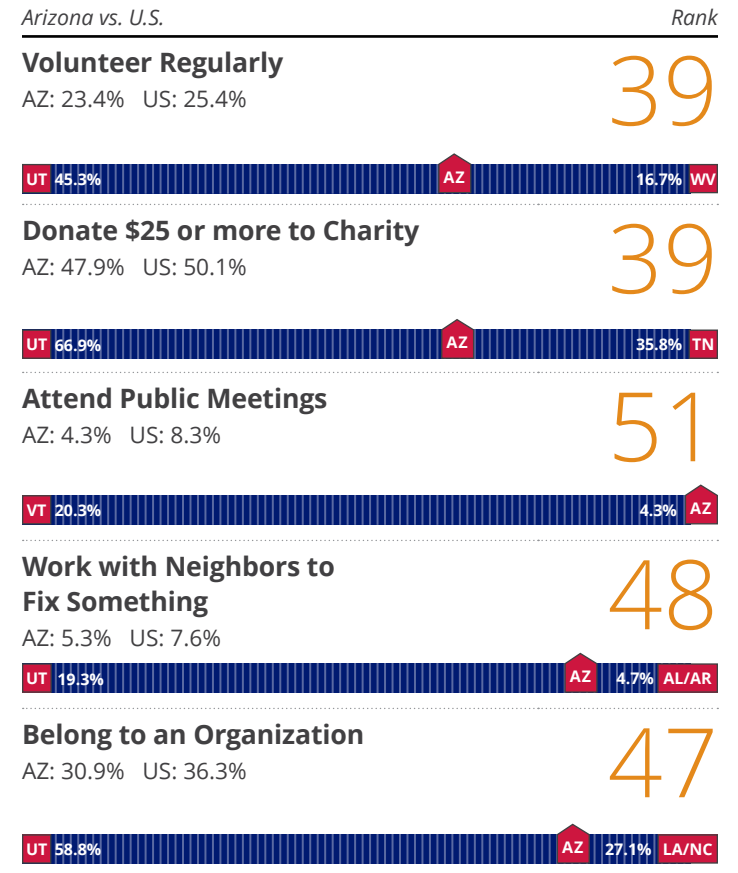 Arizona vs. U.S. Rank
Volunteer Regularly
AZ: 23.4% US: 25.4%
39
UT 45.3% AZ 16.7% WV
Donate $25 or more to Charity
AZ: 47.9% US: 50.1%
39
UT 66.9% AZ 35.8% TN
Attend Public Meetings
AZ: 4.3% US: 8.3%
51
VT 20.3% 4.3% AZ
Work with Neighbors to
Fix Something
AZ: 5.3% US: 7.6%
48
UT 19.3% AZ 4.7% AL/AR
Belong to an Organization
AZ: 30.9% US: 36.3%
47
UT 58.8% AZ 27.1% LA/NC